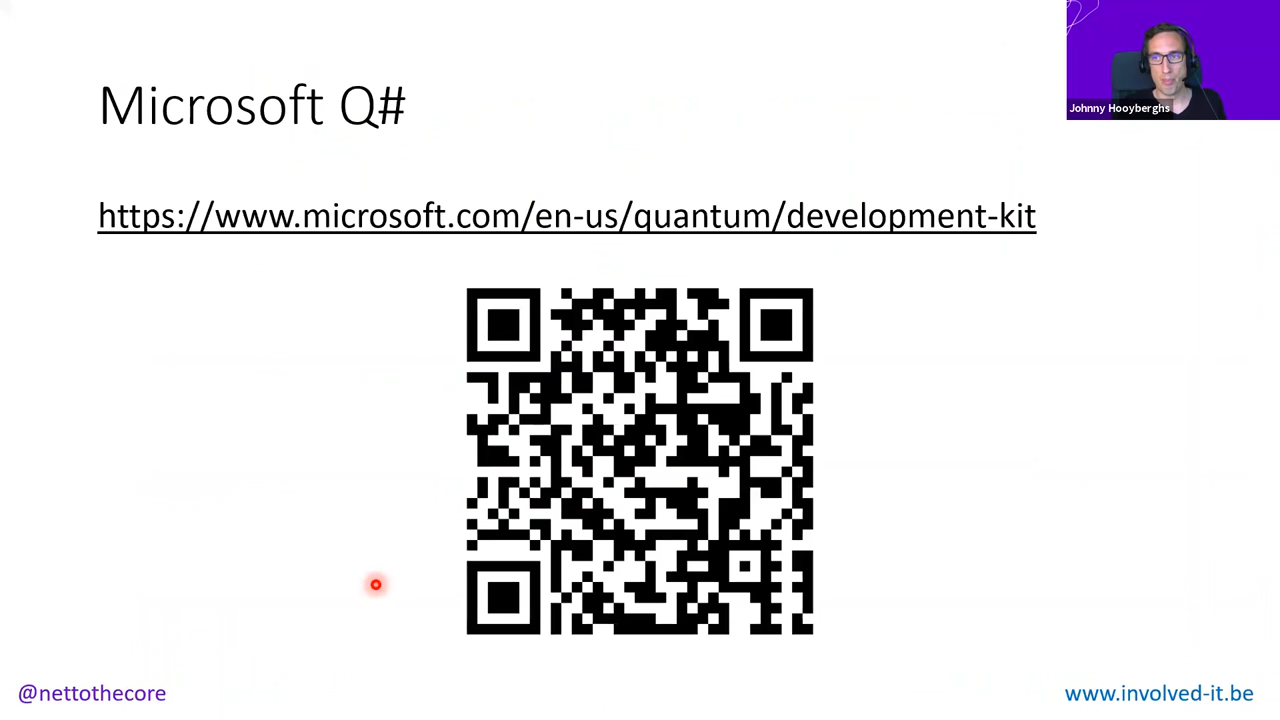 Microsoft Q#
Johnny Hooyberghs
https://www.microsoft.com/en-us/quantum/development-kit
@nettothecore
www.involved-it.be